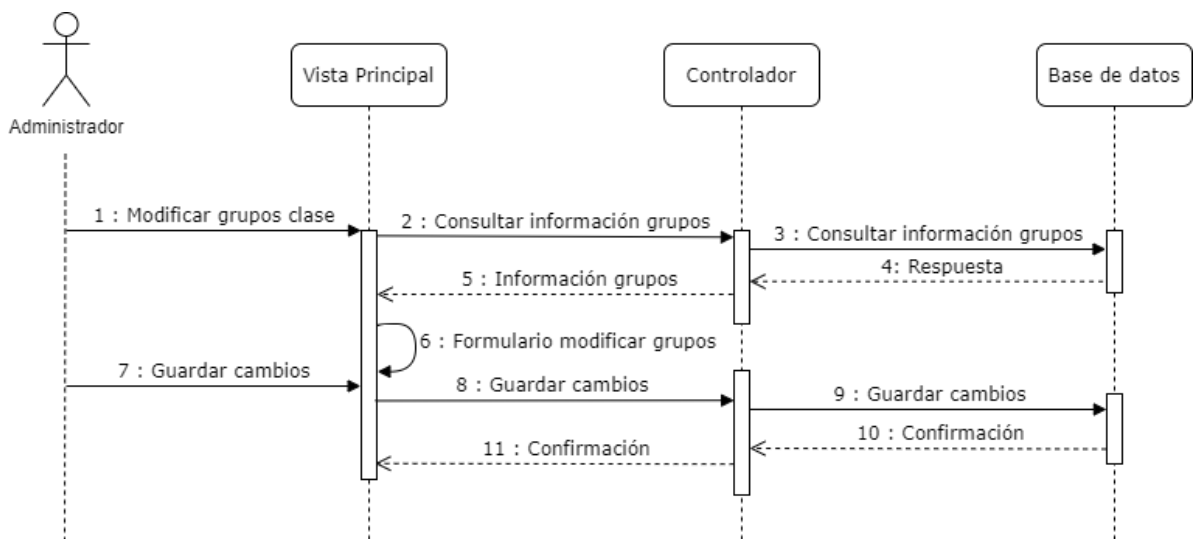 Vista Principal
Controlador
Base de datos
Administrador
1 : Modificar grupos clase
2 : Consultar información grupos
3 : Consultar información grupos
4: Respuesta
5 : Información grupos
6 : Formulario modificar grupos
7 : Guardar cambios
8 : Guardar cambios
9 : Guardar cambios
10 : Confirmación
11 : Confirmación